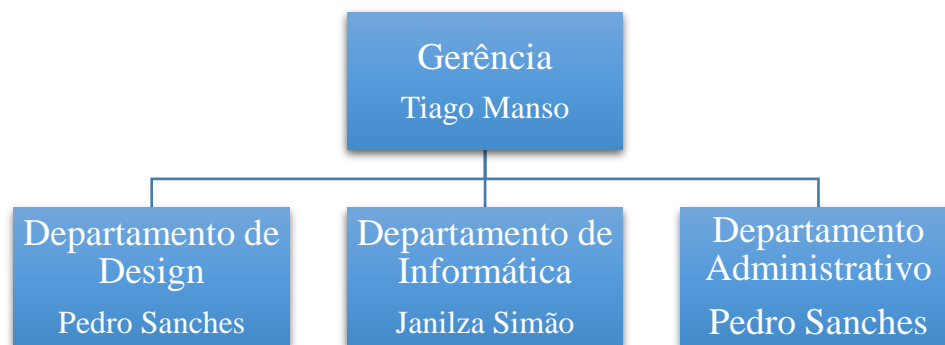 Gerência
Tiago Manso
Departamento de
Design
Pedro Sanches
Departamento de
Informática
Janilza Simão
Departamento
Administrativo
Pedro Sanches